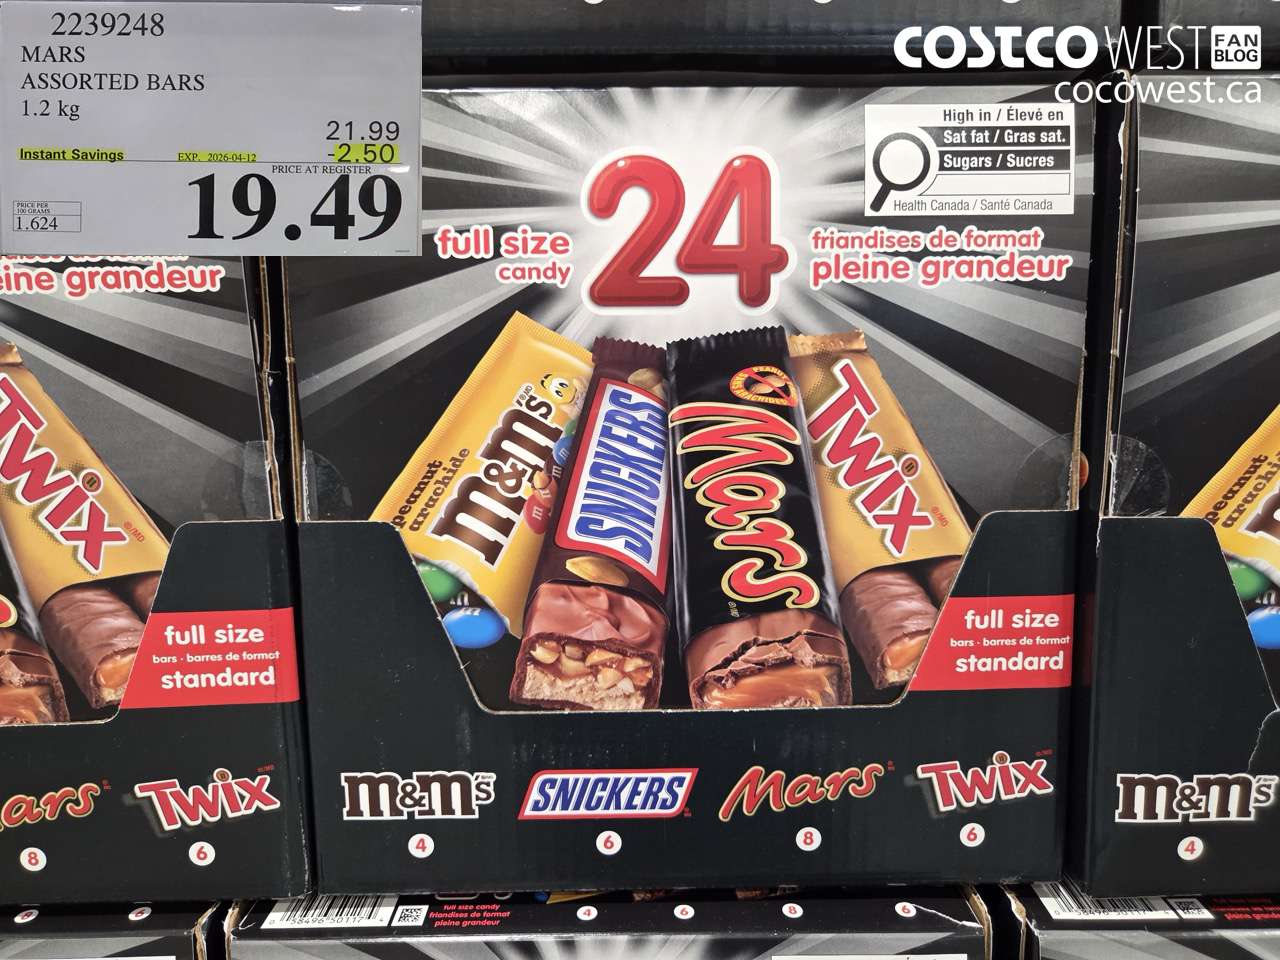 2239248
MARS
ASSORTED BARS
1.2 kg
21.99
Instant Savings EXP. 2026-04-12 -2.50
PRICE AT REGISTER
19.49
PRICE PER
100 GRAMS
1.624
COSTCO WEST FAN BLOG
cocowest.ca
High in / Élevé en
Sat fat / Gras sat.
Sugars / Sucres
Health Canada / Santé Canada
24
full size
candy
friandises de format
pleine grandeur
eine grandeur
peanut
arachide
m&m's
SNICKERS
Mars
TWIX
TWIX
full size
bars - barres de format
standard
full size
bars - barres de format
standard
ars
8
TWIX
6
m&m's
4
SNICKERS
6
Mars
8
TWIX
6
m&m's
4
peanut
full size candy
friandises de format
pleine grandeur
4
6
8
6